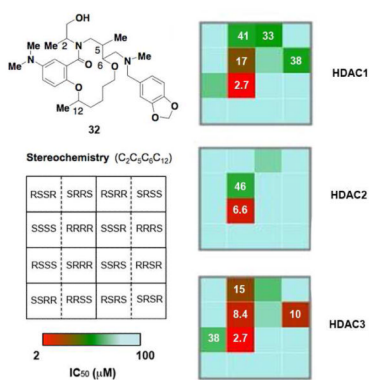 HO
Me 2 N 5 Me
Me
N
Me O 6 N Me
O O
Me 12 O
O
32
41 33
17 38
2.7
HDAC1
Stereochemistry (C₂C₅C₆C₁₂)
RSSR SRRS RSRR SRSS
SSSS RRRR SSSR RRRS
RSSS SRRR SSRS RRSR
SSRR RRSS RSRS SRSR
46
6.6
HDAC2
15
8.4 10
38 2.7
HDAC3
2 100
IC₅₀ (μM)